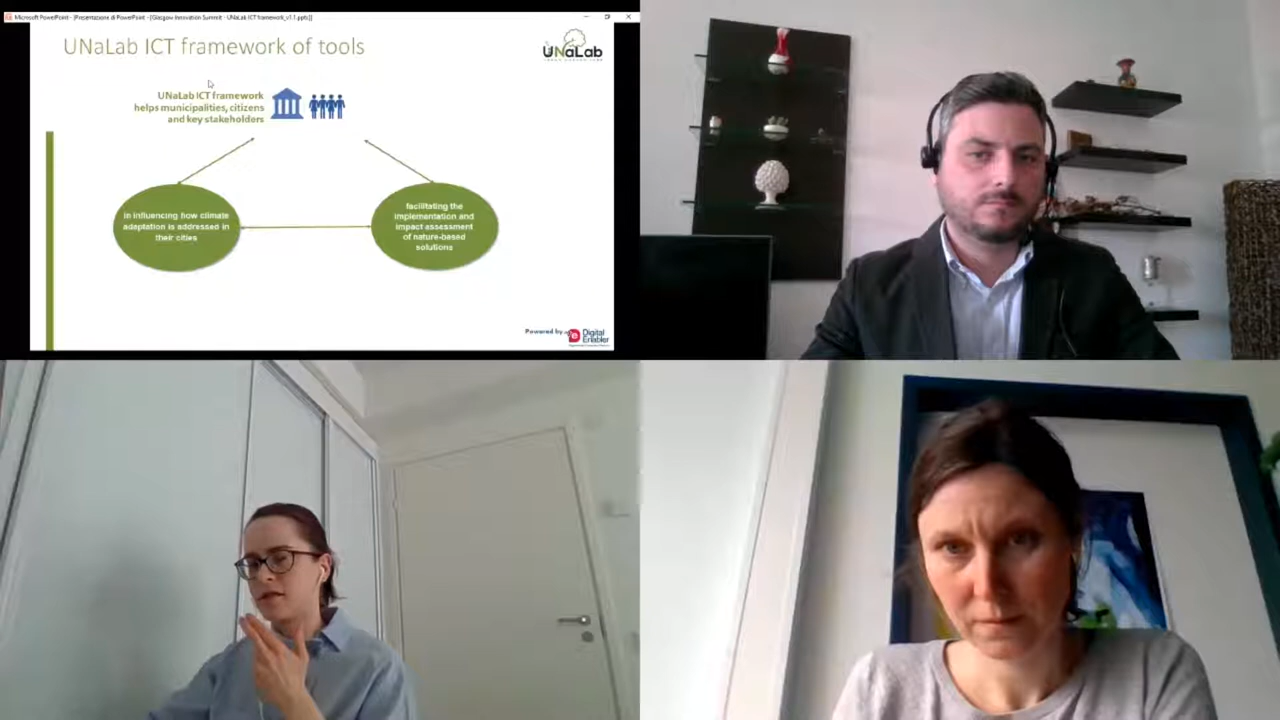 Microsoft PowerPoint - [Presentazione di PowerPoint - [Glasgow Innovation Summit - UNaLab ICT framework_v1.1.pptx]]
UNaLab ICT framework of tools
UNaLab
UNaLab ICT framework
helps municipalities, citizens
and key stakeholders
in influencing how climate
adaptation is addressed in
their cities
facilitating the
implementation and
impact assessment
of nature-based
solutions
Powered by
Digital
Enabler